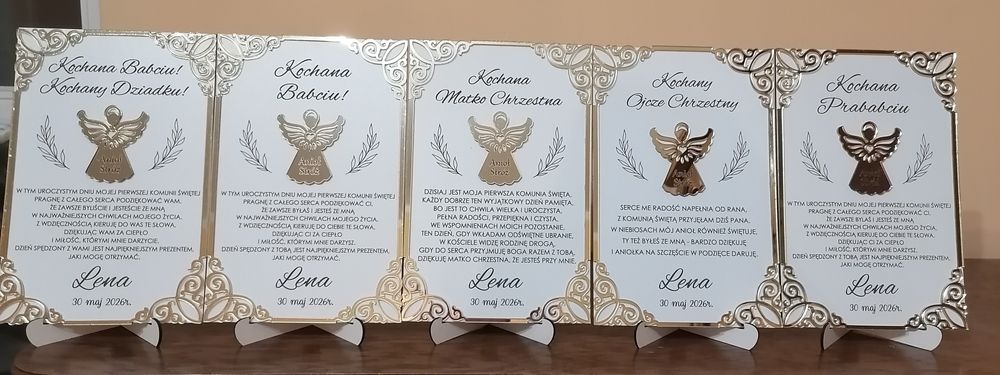 Kochana Babciu!
Kochany Dziadku!
Anioł
Stróż
W TYM UROCZYSTYM DNIU MOJEJ PIERWSZEJ KOMUNII ŚWIĘTEJ
PRAGNĘ Z CAŁEGO SERCA PODZIĘKOWAĆ WAM,
ŻE ZAWSZE BYLIŚCIE I JESTEŚCIE ZE MNĄ
W NAJWAŻNIEJSZYCH CHWILACH MOJEGO ŻYCIA.
Z WDZIĘCZNOŚCIĄ KIERUJĘ DO WAS TE SŁOWA,
DZIĘKUJĄC WAM ZA CIEPŁO
I MIŁOŚĆ, KTÓRYMI MNIE DARZYCIE.
DZIEŃ SPĘDZONY Z WAMI JEST NAJPIĘKNIEJSZYM PREZENTEM,
JAKI MOGĘ OTRZYMAĆ.
Lena
30 maj 2026r.
Kochana
Babciu!
Anioł
Stróż
W TYM UROCZYSTYM DNIU MOJEJ PIERWSZEJ KOMUNII ŚWIĘTEJ
PRAGNĘ Z CAŁEGO SERCA PODZIĘKOWAĆ CI,
ŻE ZAWSZE BYŁAŚ I JESTEŚ ZE MNĄ
W NAJWAŻNIEJSZYCH CHWILACH MOJEGO ŻYCIA.
Z WDZIĘCZNOŚCIĄ KIERUJĘ DO CIEBIE TE SŁOWA,
DZIĘKUJĄC CI ZA CIEPŁO
I MIŁOŚĆ, KTÓRYMI MNIE DARZYSZ.
DZIEŃ SPĘDZONY Z TOBĄ JEST NAJPIĘKNIEJSZYM PREZENTEM,
JAKI MOGĘ OTRZYMAĆ.
Lena
30 maj 2026r.
Kochana
Matko Chrzestna
Anioł
Stróż
DZISIAJ JEST MOJA PIERWSZA KOMUNIA ŚWIĘTA,
KAŻDY DOBRZE TEN WYJĄTKOWY DZIEŃ PAMIĘTA,
BO JEST TO CHWILA WIELKA I UROCZYSTA,
PEŁNA RADOŚCI, PRZEPIĘKNA I CZYSTA.
WE WSPOMNIENIACH MOICH POZOSTANIE,
TEN DZIEŃ, GDY WKŁADAM ODŚWIĘTNE UBRANIE,
W KOŚCIELE WIDZĘ RODZINĘ DROGĄ,
GDY DO SERCA PRZYJMUJĘ BOGA RAZEM Z TOBĄ,
DZIĘKUJĘ MATKO CHRZESTNA, ŻE JESTEŚ PRZY MNIE.
Lena
30 maj 2026r.
Kochany
Ojcze Chrzestny
Anioł
Stróż
SERCE ME RADOŚĆ NAPEŁNIA OD RANA,
Z KOMUNIĄ ŚWIĘTĄ PRZYJĘŁAM DZIŚ PANA.
W NIEBIOSACH MÓJ ANIOŁ RÓWNIEŻ ŚWIĘTUJE,
TY TEŻ BYŁEŚ ZE MNĄ - BARDZO DZIĘKUJĘ
I ANIOŁKA NA SZCZĘŚCIE W PODZIĘCE DARUJĘ.
Lena
30 maj 2026r.
Kochana
Prababciu
Anioł
Stróż
W TYM UROCZYSTYM DNIU MOJEJ PIERWSZEJ KOMUNII ŚWIĘTEJ
PRAGNĘ Z CAŁEGO SERCA PODZIĘKOWAĆ CI,
ŻE ZAWSZE BYŁAŚ I JESTEŚ ZE MNĄ
W NAJWAŻNIEJSZYCH CHWILACH MOJEGO ŻYCIA.
Z WDZIĘCZNOŚCIĄ KIERUJĘ DO CIEBIE TE SŁOWA,
DZIĘKUJĄC CI ZA CIEPŁO
I MIŁOŚĆ, KTÓRYMI MNIE DARZYSZ.
DZIEŃ SPĘDZONY Z TOBĄ JEST NAJPIĘKNIEJSZYM PREZENTEM,
JAKI MOGĘ OTRZYMAĆ.
Lena
30 maj 2026r.